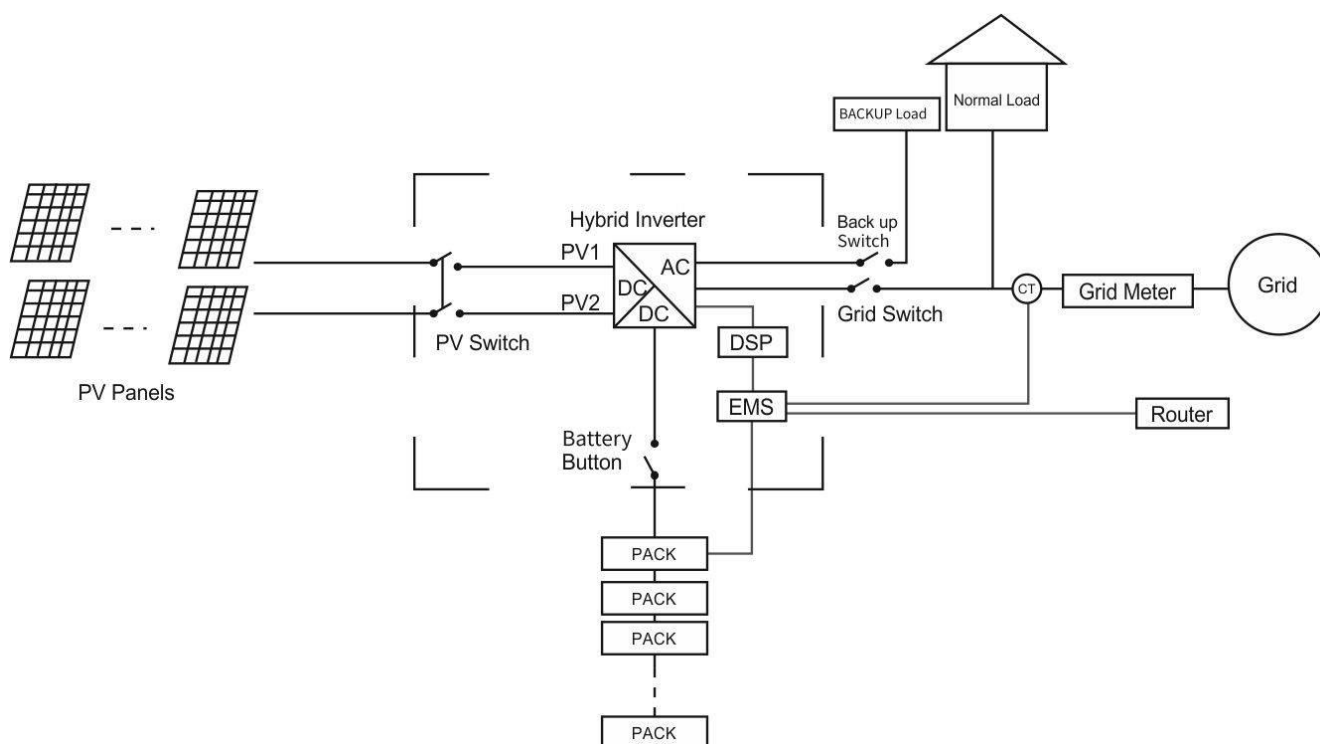 Normal Load
BACKUP Load
Hybrid Inverter
Back up
Switch
PV1
AC
DC
CT
Grid Meter
Grid
PV2
DC
Grid Switch
PV Switch
DSP
PV Panels
EMS
Router
Battery
Button
PACK
PACK
PACK
PACK